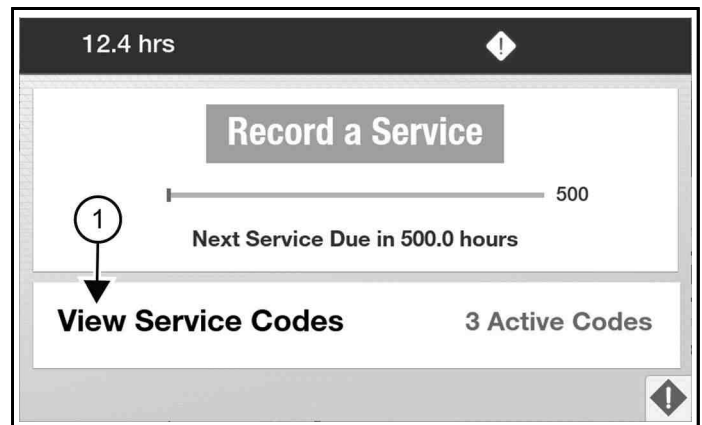 12.4 hrs
Record a Service
500
Next Service Due in 500.0 hours
1
View Service Codes 3 Active Codes